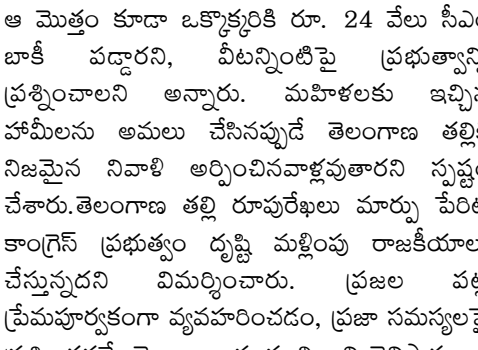 ఆ మొత్తం కూడా ఒక్కొక్కరికి రూ. 24 వేలు సీఎం
బాకీ పడ్డారని, వీటన్నింటిపై ప్రభుత్వాన్ని
ప్రశ్నించాలని అన్నారు. మహిళలకు ఇచ్చిన
హామీలను అమలు చేసినప్పుడే తెలంగాణ తల్లికి
నిజమైన నివాళి అర్పించినవాళ్లవుతారని స్పష్టం
చేశారు.తెలంగాణ తల్లి రూపురేఖలు మార్పు పేరిట
కాంగ్రెస్ ప్రభుత్వం దృష్టి మళ్లింపు రాజకీయాలు
చేస్తున్నదని విమర్శించారు. ప్రజల పట్ల
ప్రేమపూర్వకంగా వ్యవహరించడం, ప్రజా సమస్యలపై